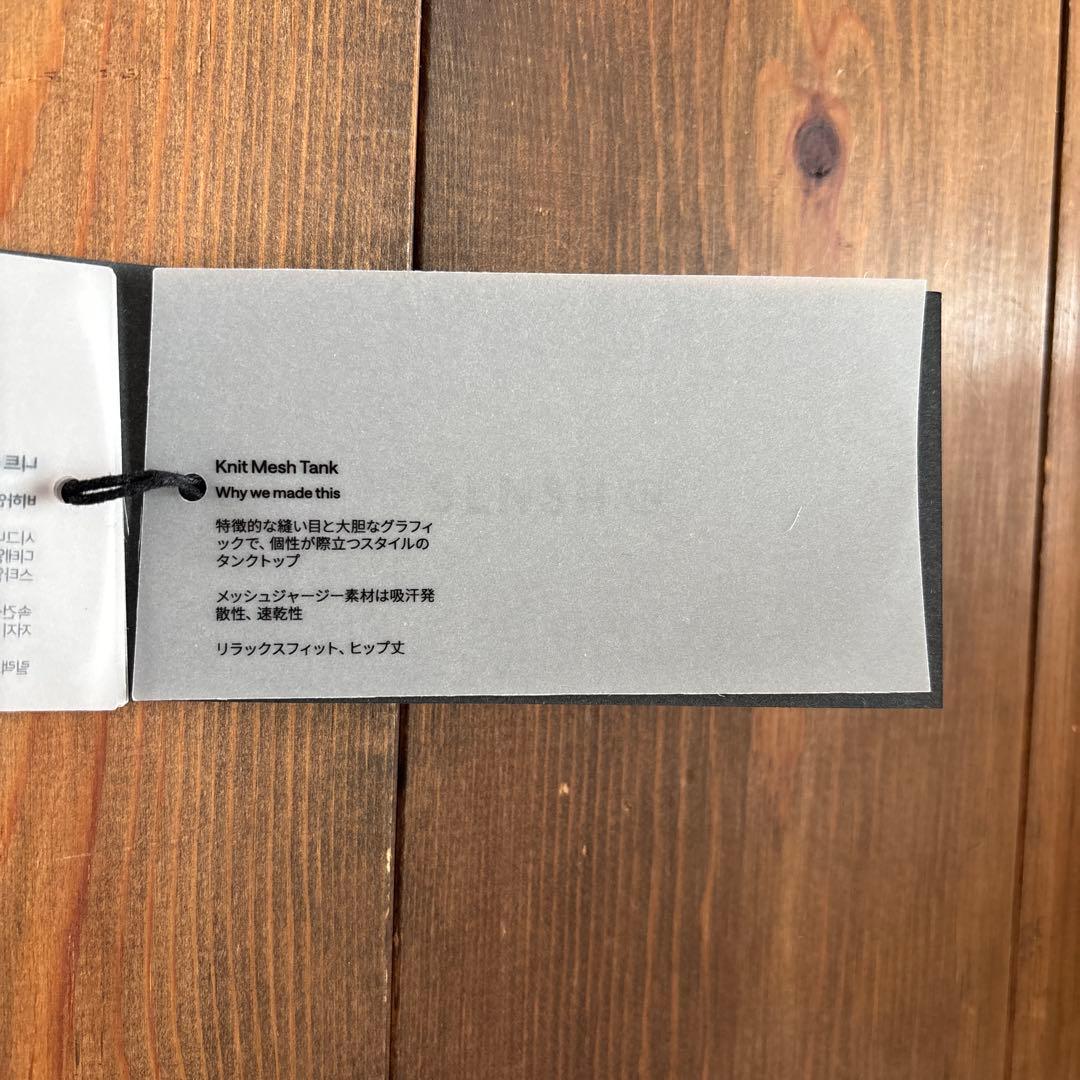 Knit Mesh Tank
Why we made this
特徴的な縫い目と大胆なグラフィ
ックで、個性が際立つスタイルの
タンクトップ
メッシュジャージー素材は吸汗発
散性、速乾性
リラックスフィット、ヒップ丈